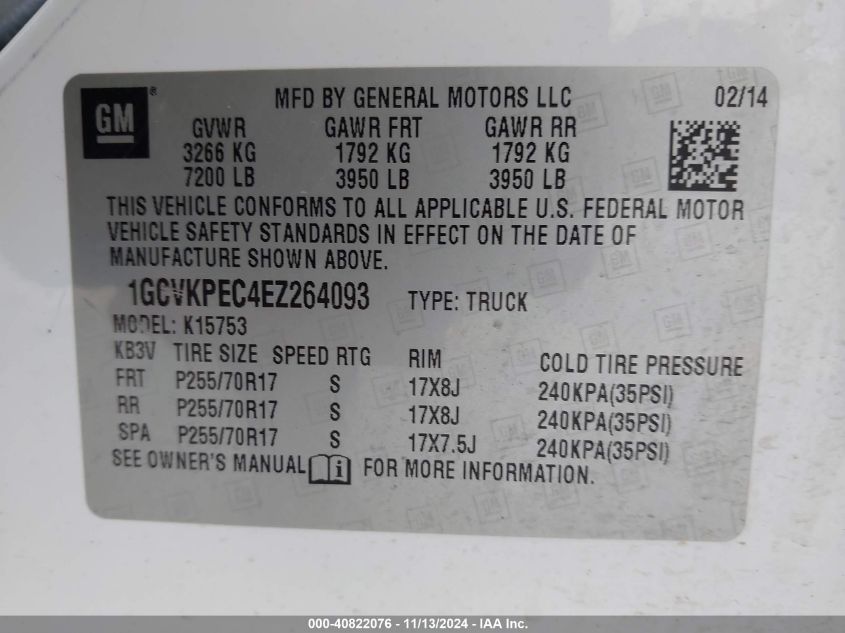 GM ® MFD BY GENERAL MOTORS LLC 02/14
GVWR GAWR FRT GAWR RR
3266 KG 1792 KG 1792 KG
7200 LB 3950 LB 3950 LB
THIS VEHICLE CONFORMS TO ALL APPLICABLE U.S. FEDERAL MOTOR
VEHICLE SAFETY STANDARDS IN EFFECT ON THE DATE OF
MANUFACTURE SHOWN ABOVE.
1GCVKPEC4EZ264093 TYPE: TRUCK
MODEL: K15753
KB3V TIRE SIZE SPEED RTG RIM COLD TIRE PRESSURE
FRT P255/70R17 S 17X8J 240KPA(35PSI)
RR P255/70R17 S 17X8J 240KPA(35PSI)
SPA P255/70R17 S 17X7.5J 240KPA(35PSI)
SEE OWNER'S MANUAL FOR MORE INFORMATION.
000-40822076 - 11/13/2024 - IAA Inc.